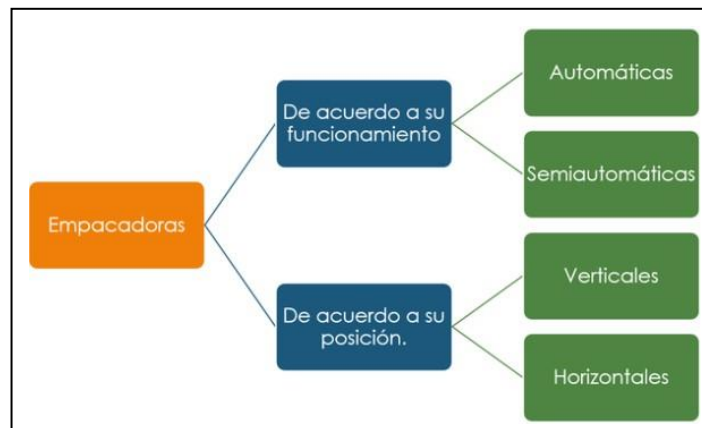 Empacadoras
De acuerdo a su
funcionamiento
Automáticas
Semiautomáticas
De acuerdo a su
posición.
Verticales
Horizontales